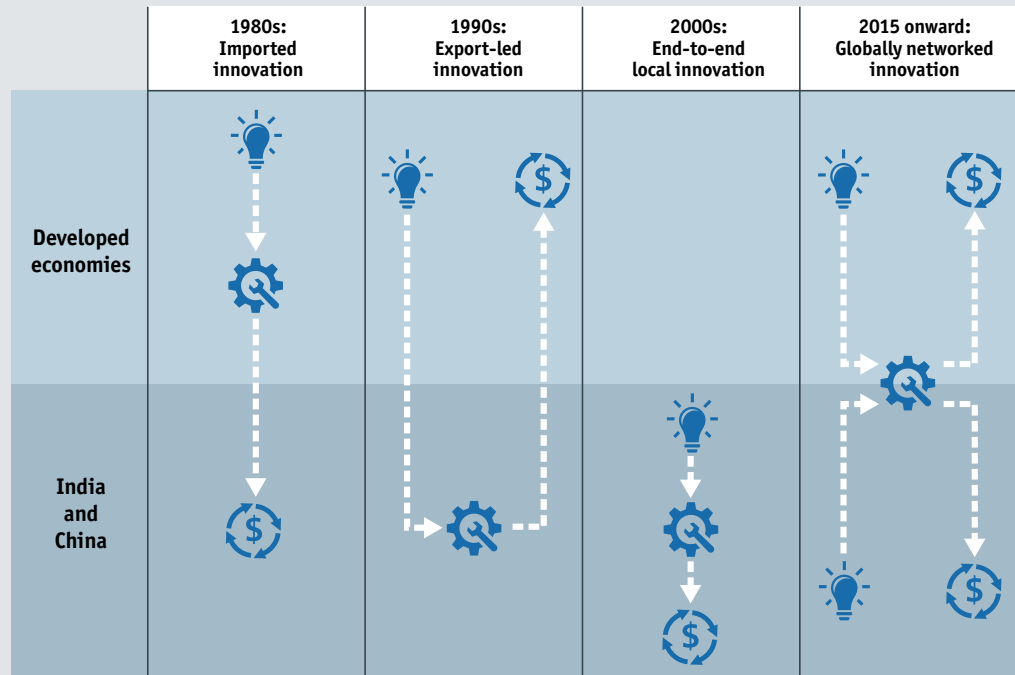 1980s:
Imported
innovation
1990s:
Export-led
innovation
2000s:
End-to-end
local innovation
2015 onward:
Globally networked
innovation
Developed
economies
$
$
India
and
China
$
$
$